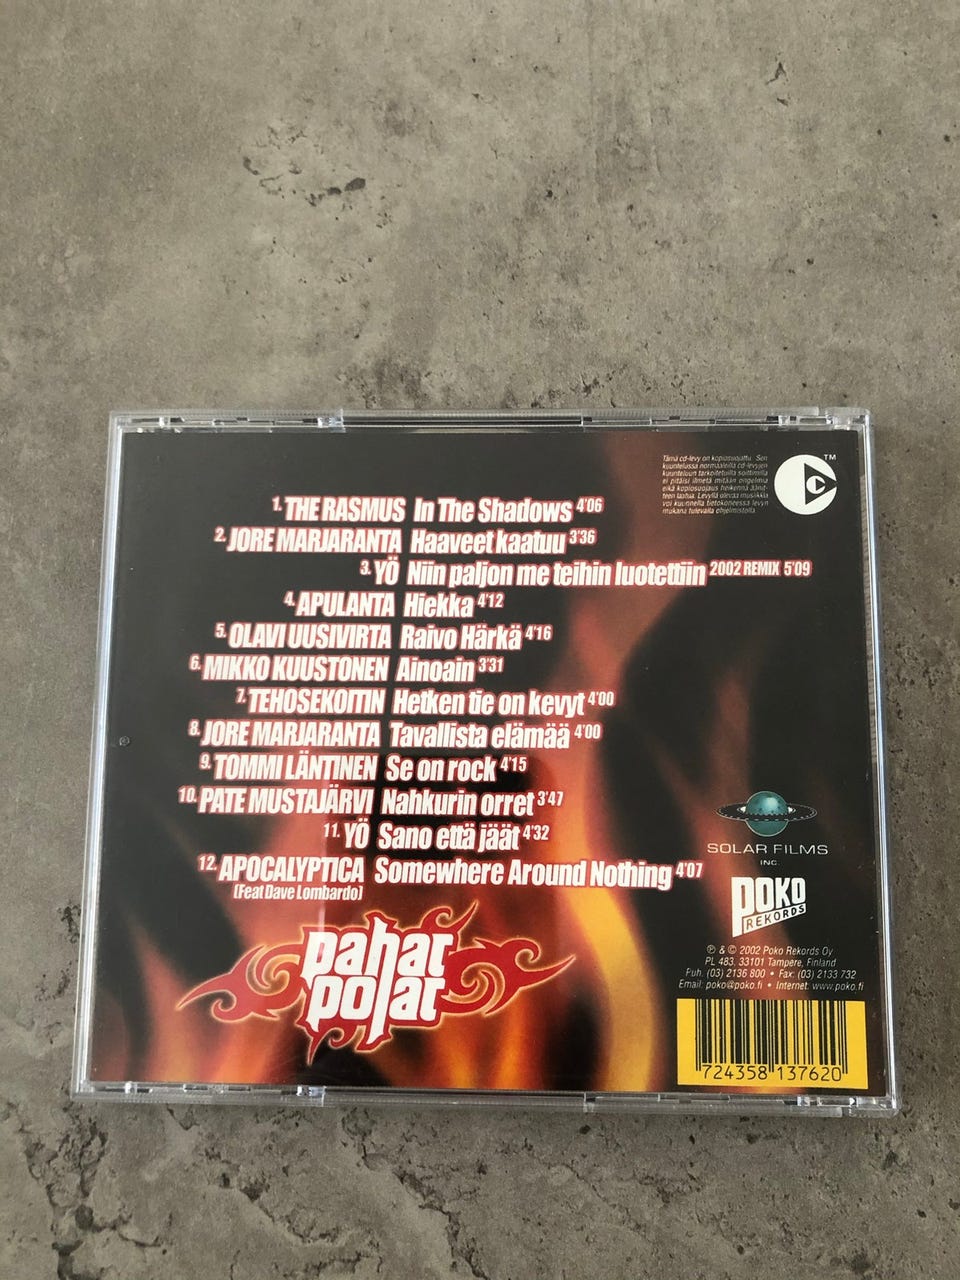 Tämä cd-levy on kopiosuojattu. Sen
kuuntelussa normaaleilla cd-levyjen
kuunteluun tarkoitetuilla soittimilla
ei pitäisi ilmetä mitään ongelmia
eikä kopiosuojaus heikennä äänit-
teen laatua. Levyllä olevaa musiikkia
voi kuunnella tietokoneessa levyn
mukana tulevalla ohjelmistolla.
C TM
1. THE RASMUS In The Shadows 4'06
2. JORE MARJARANTA Haaveet kaatuu 3'36
3. YÖ Niin paljon me teihin luotettiin 2002 REMIX 5'09
4. APULANTA Hiekka 4'12
5. OLAVI UUSIVIRTA Raivo Härkä 4'16
6. MIKKO KUUSTONEN Ainoain 3'31
7. TEHOSEKOITIN Hetken tie on kevyt 4'00
8. JORE MARJARANTA Tavallista elämää 4'00
9. TOMMI LÄNTINEN Se on rock 4'15
10. PATE MUSTAJÄRVI Nahkurin orret 3'47
11. YÖ Sano että jäät 4'32
12. APOCALYPTICA Somewhere Around Nothing 4'07
(Feat Dave Lombardo)
pahat
pojat
SOLAR FILMS
INC.
POKO
REKORDS
℗ & © 2002 Poko Rekords Oy
PL 483, 33101 Tampere, Finland
Puh. (03) 2136 800 • Fax: (03) 2133 732
Email: poko@poko.fi • Internet: www.poko.fi
724358 137620